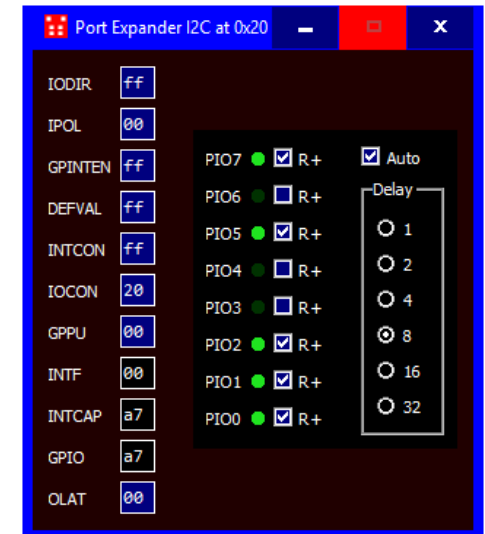 Port Expander I2C at 0x20
IODIR ff
IPOL 00
GPINTEN ff
DEFVAL ff
INTCON ff
IOCON 20
GPPU 00
INTF 00
INTCAP a7
GPIO a7
OLAT 00
PIO7 R+
PIO6 R+
PIO5 R+
PIO4 R+
PIO3 R+
PIO2 R+
PIO1 R+
PIO0 R+
Auto
Delay
1
2
4
8
16
32